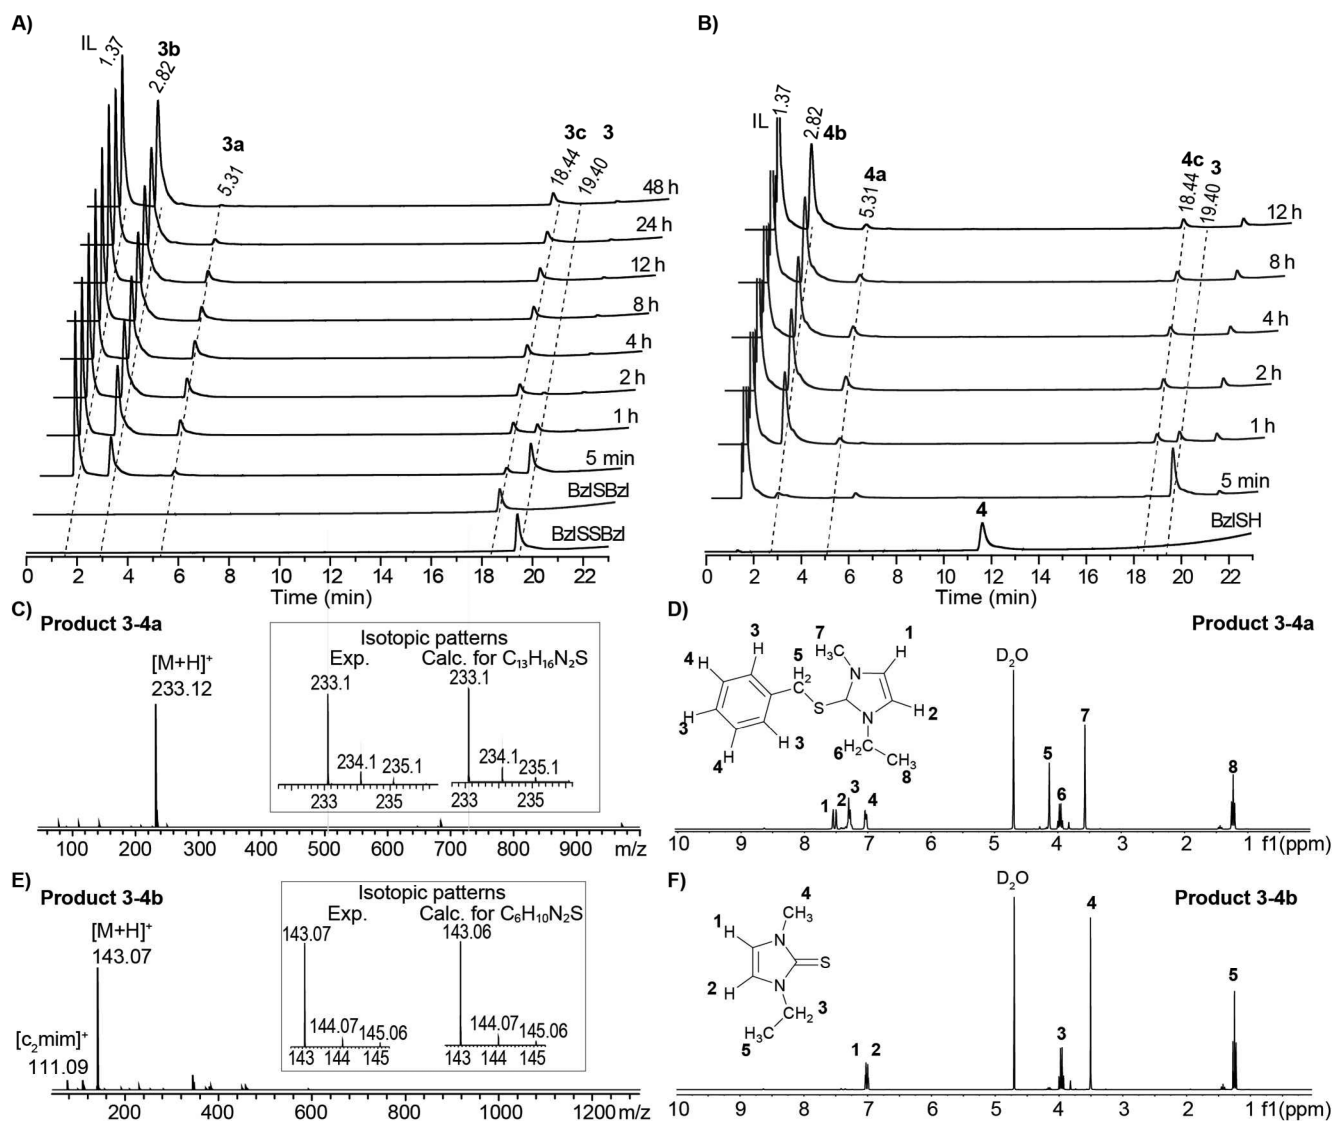 A)
IL
1.37
3b
2.82
3a
5.31
3c 3
18.44
19.40
48 h
24 h
12 h
8 h
4 h
2 h
1 h
5 min
BzlSBzl
BzlSSBzl
0 2 4 6 8 10 12 14 16 18 20 22
Time (min)
B)
IL
1.37
2.82
4b
4a
5.31
4c 3
18.44
19.40
12 h
8 h
4 h
2 h
1 h
5 min
4
BzlSH
0 2 4 6 8 10 12 14 16 18 20 22
Time (min)
C)
Product 3-4a
[M+H]+
233.12
Isotopic patterns
Exp. Calc. for C13H16N2S
233.1 233.1
234.1 235.1 234.1 235.1
233 235 233 235
100 200 300 400 500 600 700 800 900 m/z
D)
Product 3-4a
3 7 1
4 H H 5 H3C H
H H2 N
C
H S N H 2
3 H H 3 H2C
4 6 CH3
8
D2O
1 2 3 4 5 6 7 8
10 9 8 7 6 5 4 3 2 1 f1(ppm)
E)
Product 3-4b
[M+H]+
143.07
[c2mim]+
111.09
Isotopic patterns
Exp. Calc. for C6H10N2S
143.07 143.06
144.07 145.06 144.07 145.06
143 144 145 143 144 145
200 400 600 800 1000 1200 m/z
F)
Product 3-4b
4
1 CH3
H N
S
2 H N 3
CH2
H3C
5
D2O
1 2 3 4 5
10 9 8 7 6 5 4 3 2 1 f1(ppm)